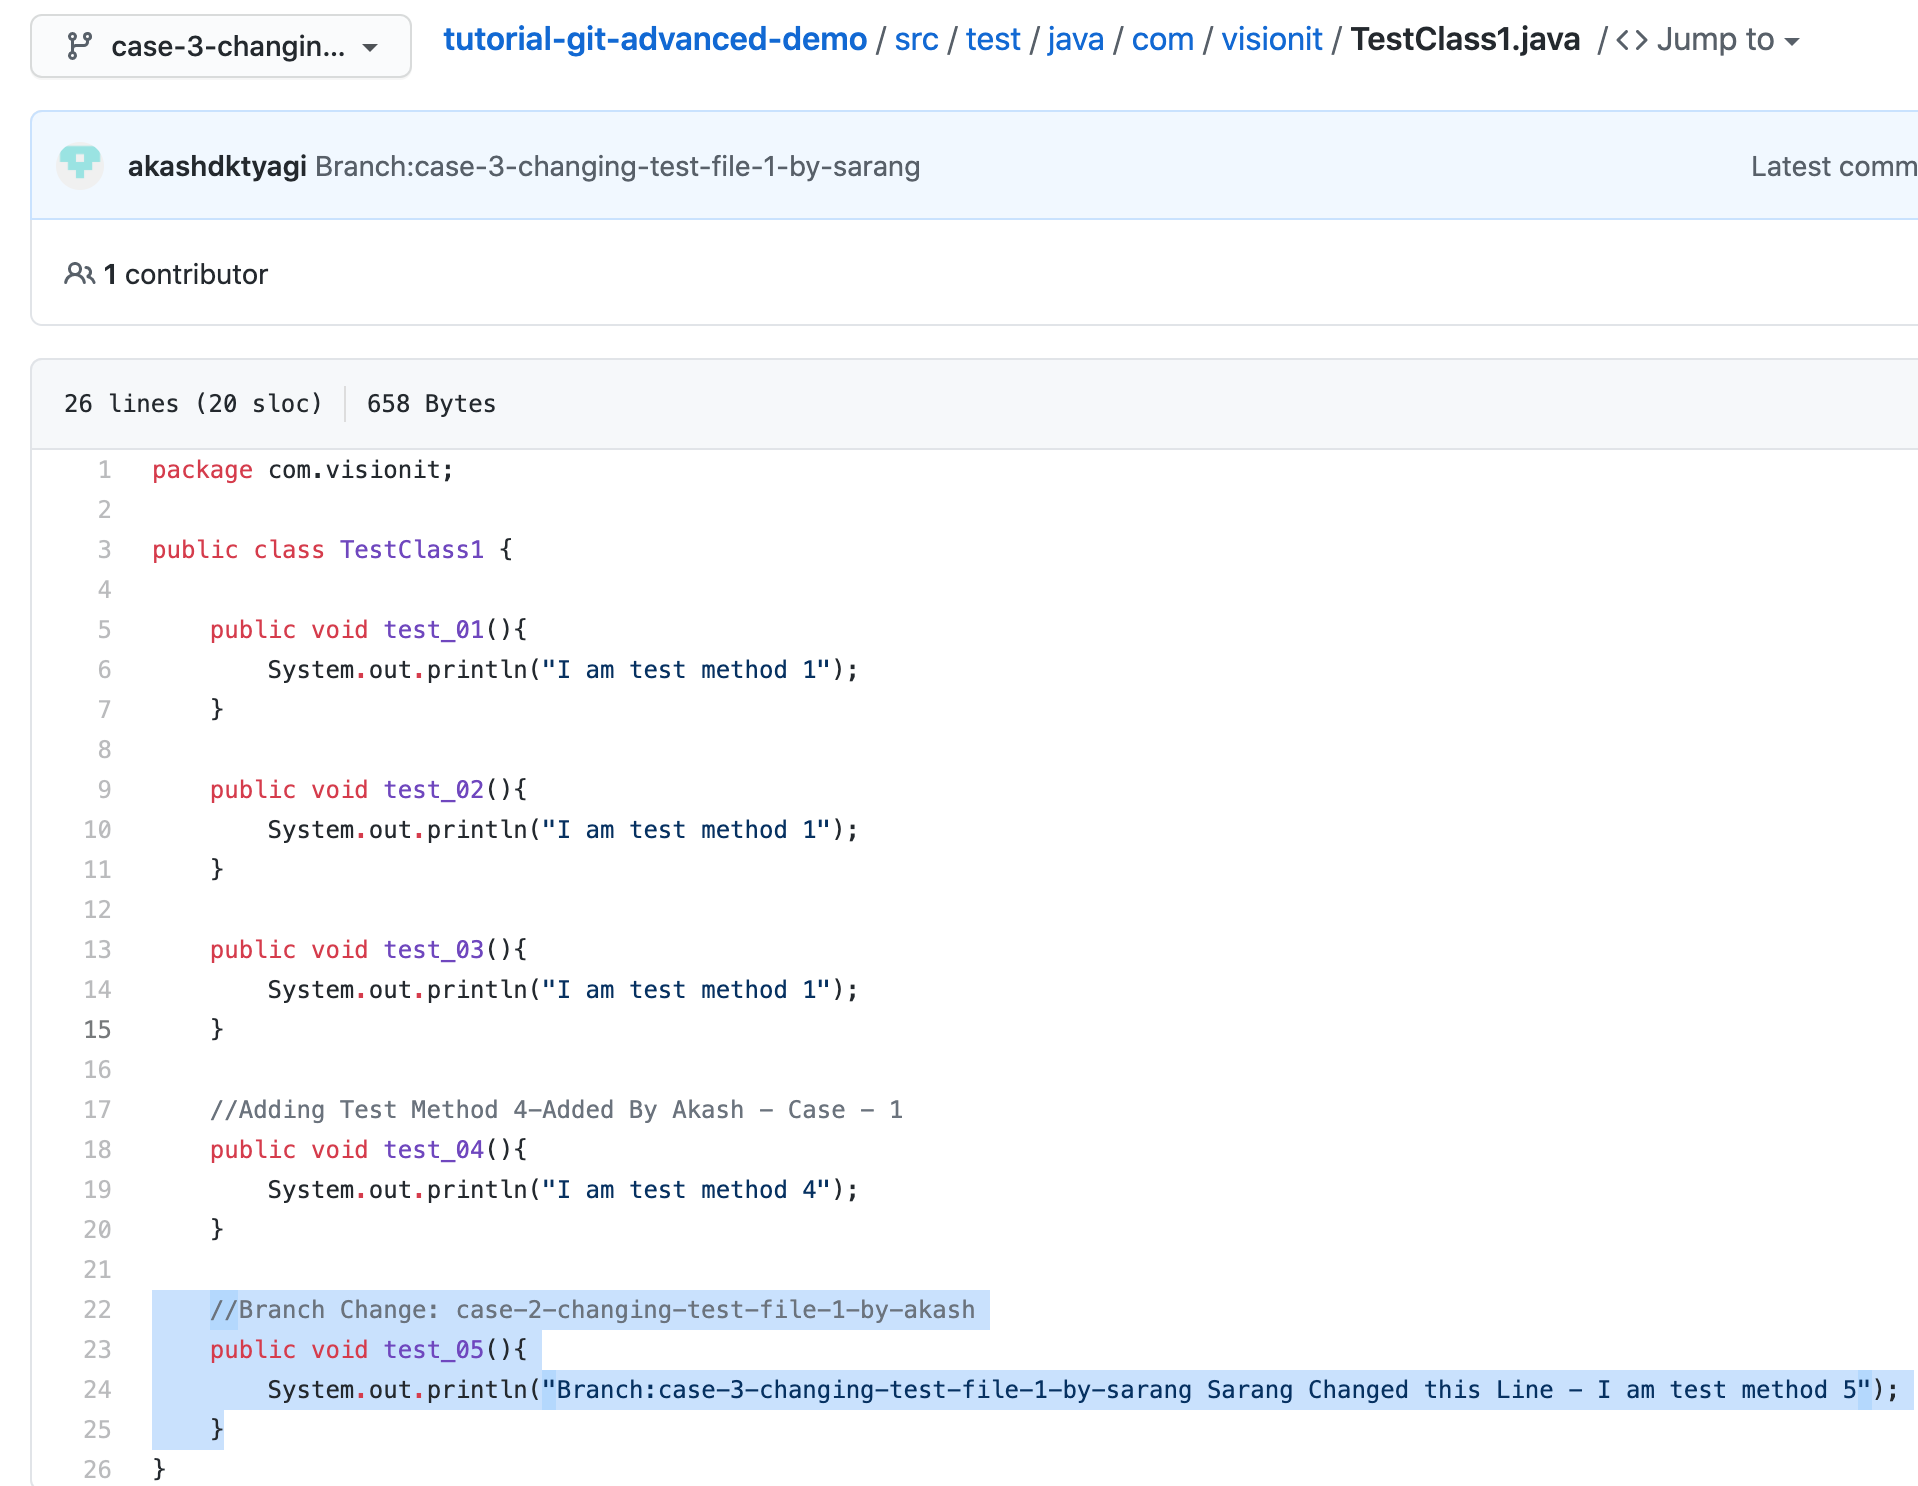 case-3-changin...
tutorial-git-advanced-demo / src / test / java / com / visionit / TestClass1.java / <> Jump to
akashdktyagi Branch:case-3-changing-test-file-1-by-sarang
Latest comm
1 contributor
26 lines (20 sloc) 658 Bytes
1 package com.visionit;
2
3 public class TestClass1 {
4
5     public void test_01(){
6         System.out.println("I am test method 1");
7     }
8
9     public void test_02(){
10         System.out.println("I am test method 1");
11     }
12
13     public void test_03(){
14         System.out.println("I am test method 1");
15     }
16
17     //Adding Test Method 4-Added By Akash - Case - 1
18     public void test_04(){
19         System.out.println("I am test method 4");
20     }
21
22     //Branch Change: case-2-changing-test-file-1-by-akash
23     public void test_05(){
24         System.out.println("Branch:case-3-changing-test-file-1-by-sarang Sarang Changed this Line - I am test method 5");
25     }
26 }